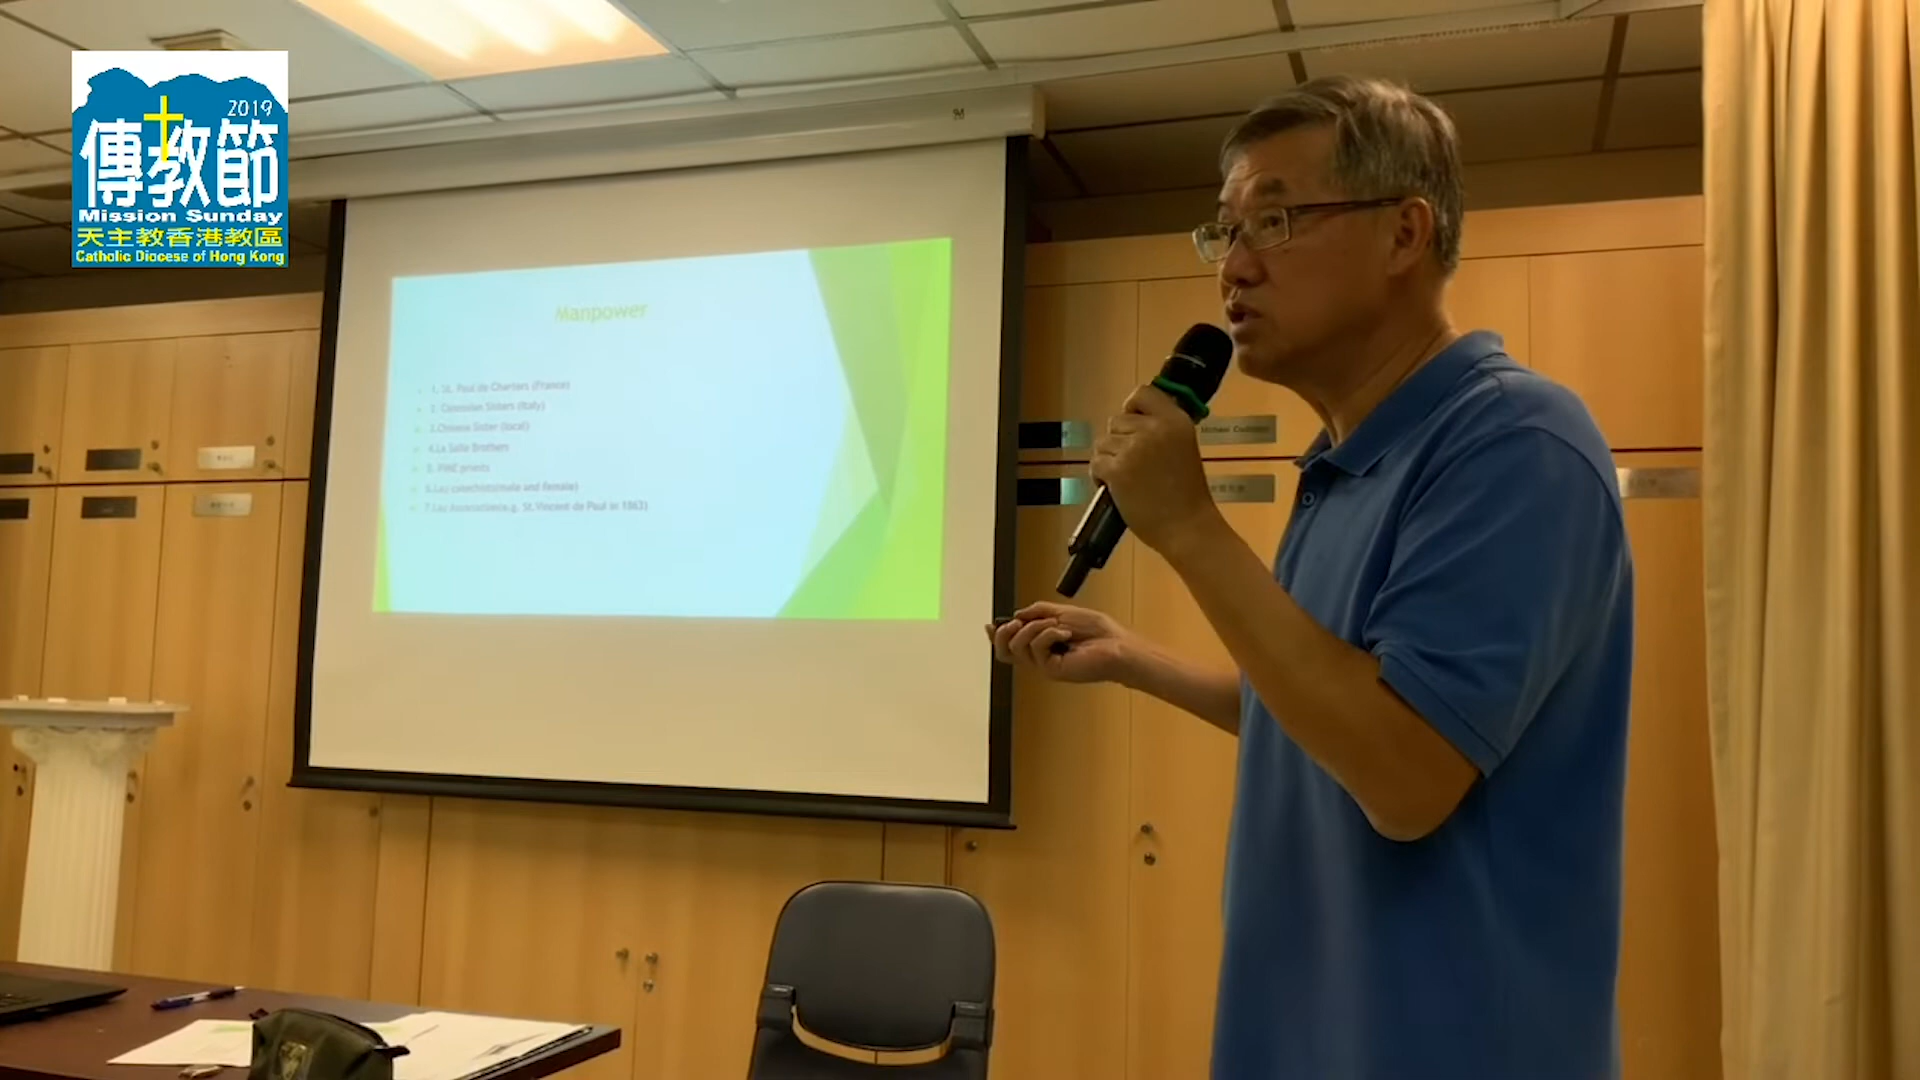 2019
傳教節
Mission Sunday
天主教香港教區
Catholic Diocese of Hong Kong
Manpower
1. St. Paul de Charters (France)
2. Canossian Sisters (Italy)
3.Chinese Sister (local)
4.La Salle Brothers
5. PIME priests
6.Lay catechists(male and female)
7.Lay Associations(e.g. St.Vincent de Paul in 1863)
Michael